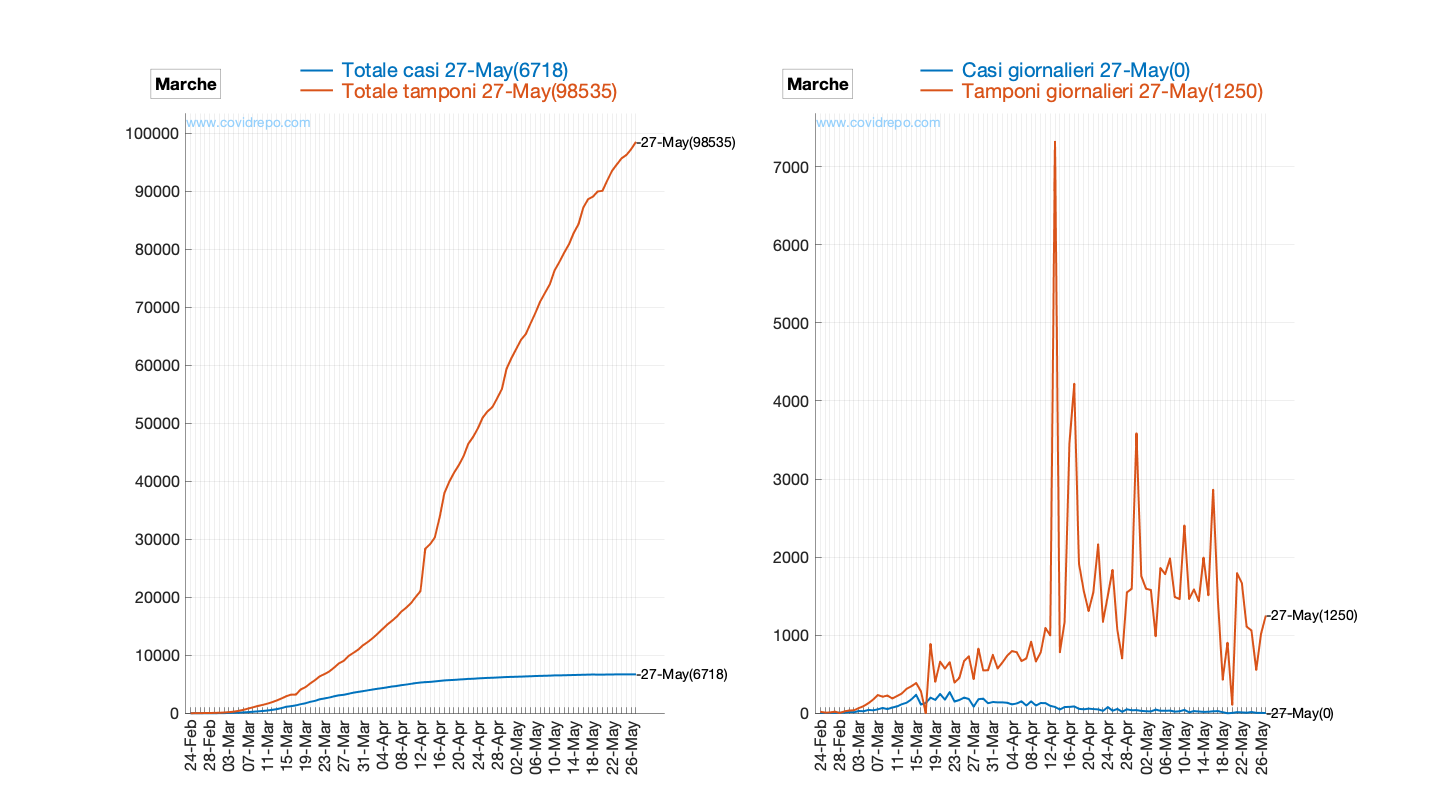 Marche
Totale casi 27-May(6718)
Totale tamponi 27-May(98535)
www.covidrepo.com
100000
90000
80000
70000
60000
50000
40000
30000
20000
10000
0
-27-May(98535)
-27-May(6718)
24-Feb
28-Feb
03-Mar
07-Mar
11-Mar
15-Mar
19-Mar
23-Mar
27-Mar
31-Mar
04-Apr
08-Apr
12-Apr
16-Apr
20-Apr
24-Apr
28-Apr
02-May
06-May
10-May
14-May
18-May
22-May
26-May
Marche
Casi giornalieri 27-May(0)
Tamponi giornalieri 27-May(1250)
www.covidrepo.com
7000
6000
5000
4000
3000
2000
1000
0
-27-May(1250)
-27-May(0)
24-Feb
28-Feb
03-Mar
07-Mar
11-Mar
15-Mar
19-Mar
23-Mar
27-Mar
31-Mar
04-Apr
08-Apr
12-Apr
16-Apr
20-Apr
24-Apr
28-Apr
02-May
06-May
10-May
14-May
18-May
22-May
26-May